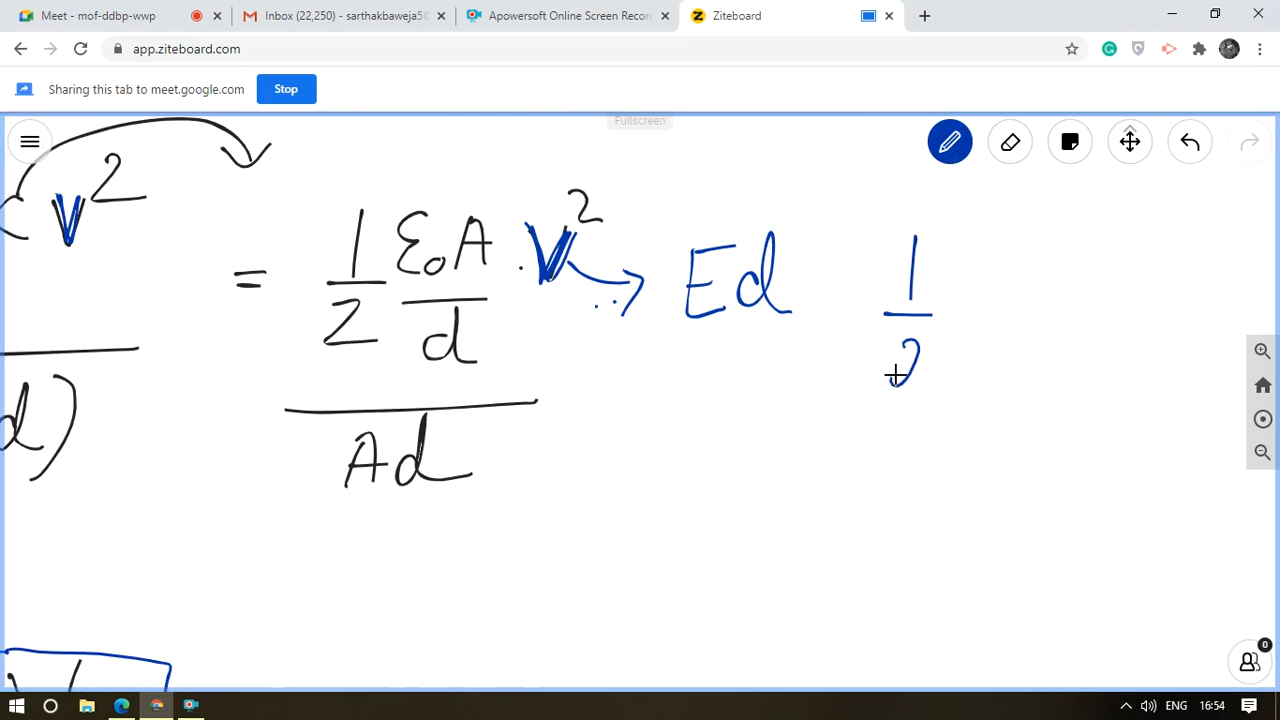 Meet - mof-ddbp-wwp
Inbox (22,250) - sarthakbaweja5
Apowersoft Online Screen Recor
Ziteboard
app.ziteboard.com
Sharing this tab to meet.google.com
Stop
Fullscreen
V²
= 1/2 ε₀A/d · V² → Ed 1/2
Ad
d)
0
ENG
16:54